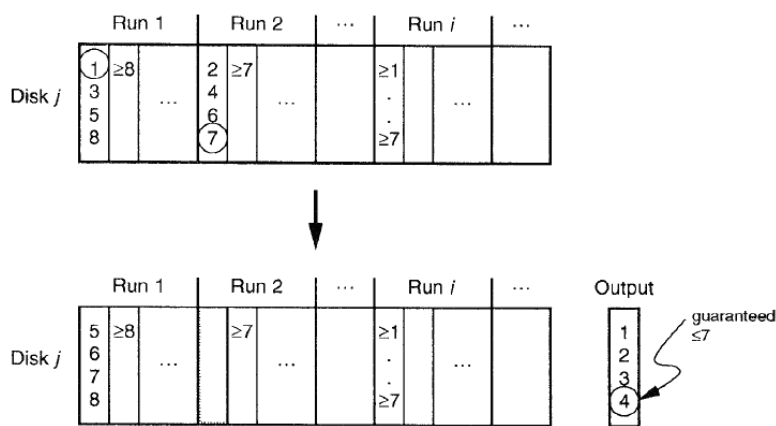 Run 1 Run 2 ... Run i ...
1 ≥8 2 ≥7 ≥1
Disk j 3 ... 4 ... . ...
5 6 .
8 7 ≥7
Run 1 Run 2 ... Run i ... Output
5 ≥8 ≥7 ≥1 1 guaranteed
Disk j 6 ... ... . ... 2 ≤7
7 . 3
8 ≥7 4